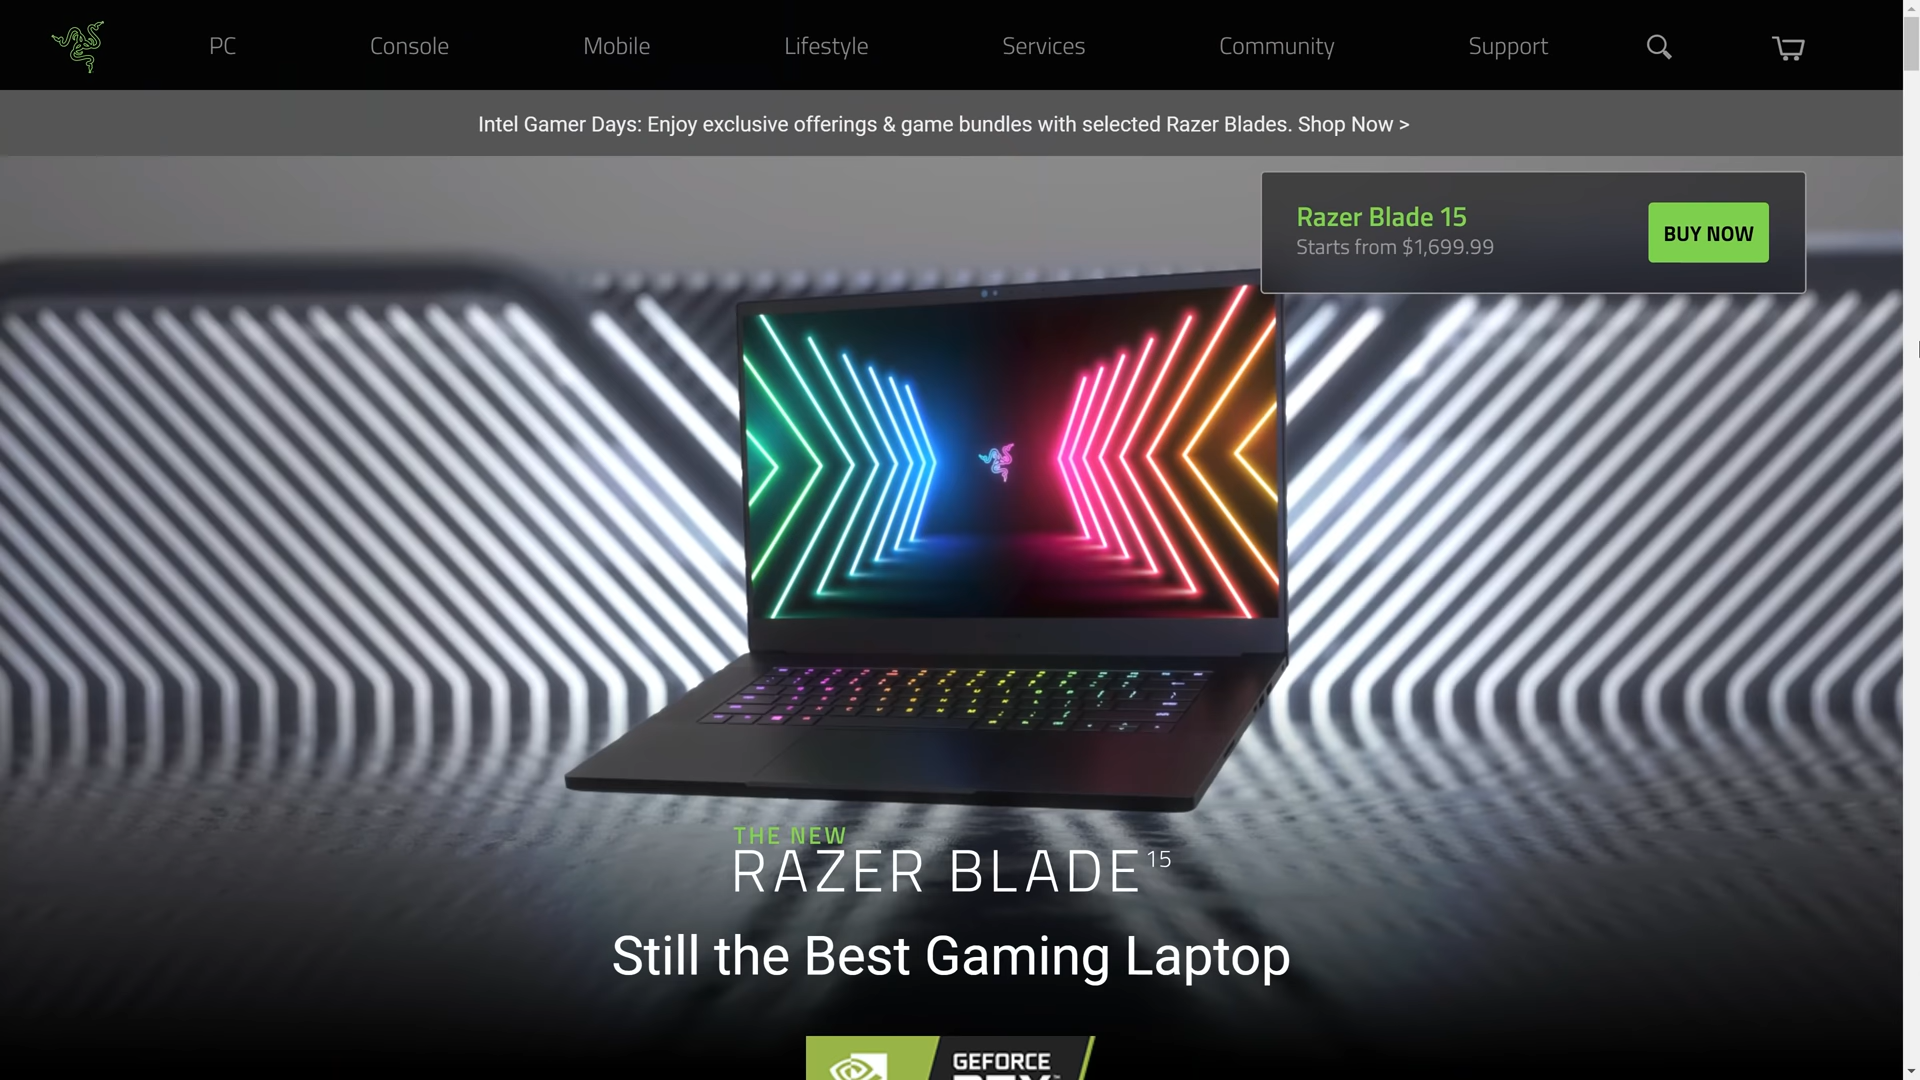 PC
Console
Mobile
Lifestyle
Services
Community
Support
Intel Gamer Days: Enjoy exclusive offerings & game bundles with selected Razer Blades. Shop Now >
Razer Blade 15
Starts from $1,699.99
BUY NOW
THE NEW
RAZER BLADE 15
Still the Best Gaming Laptop
GEFORCE
RTX